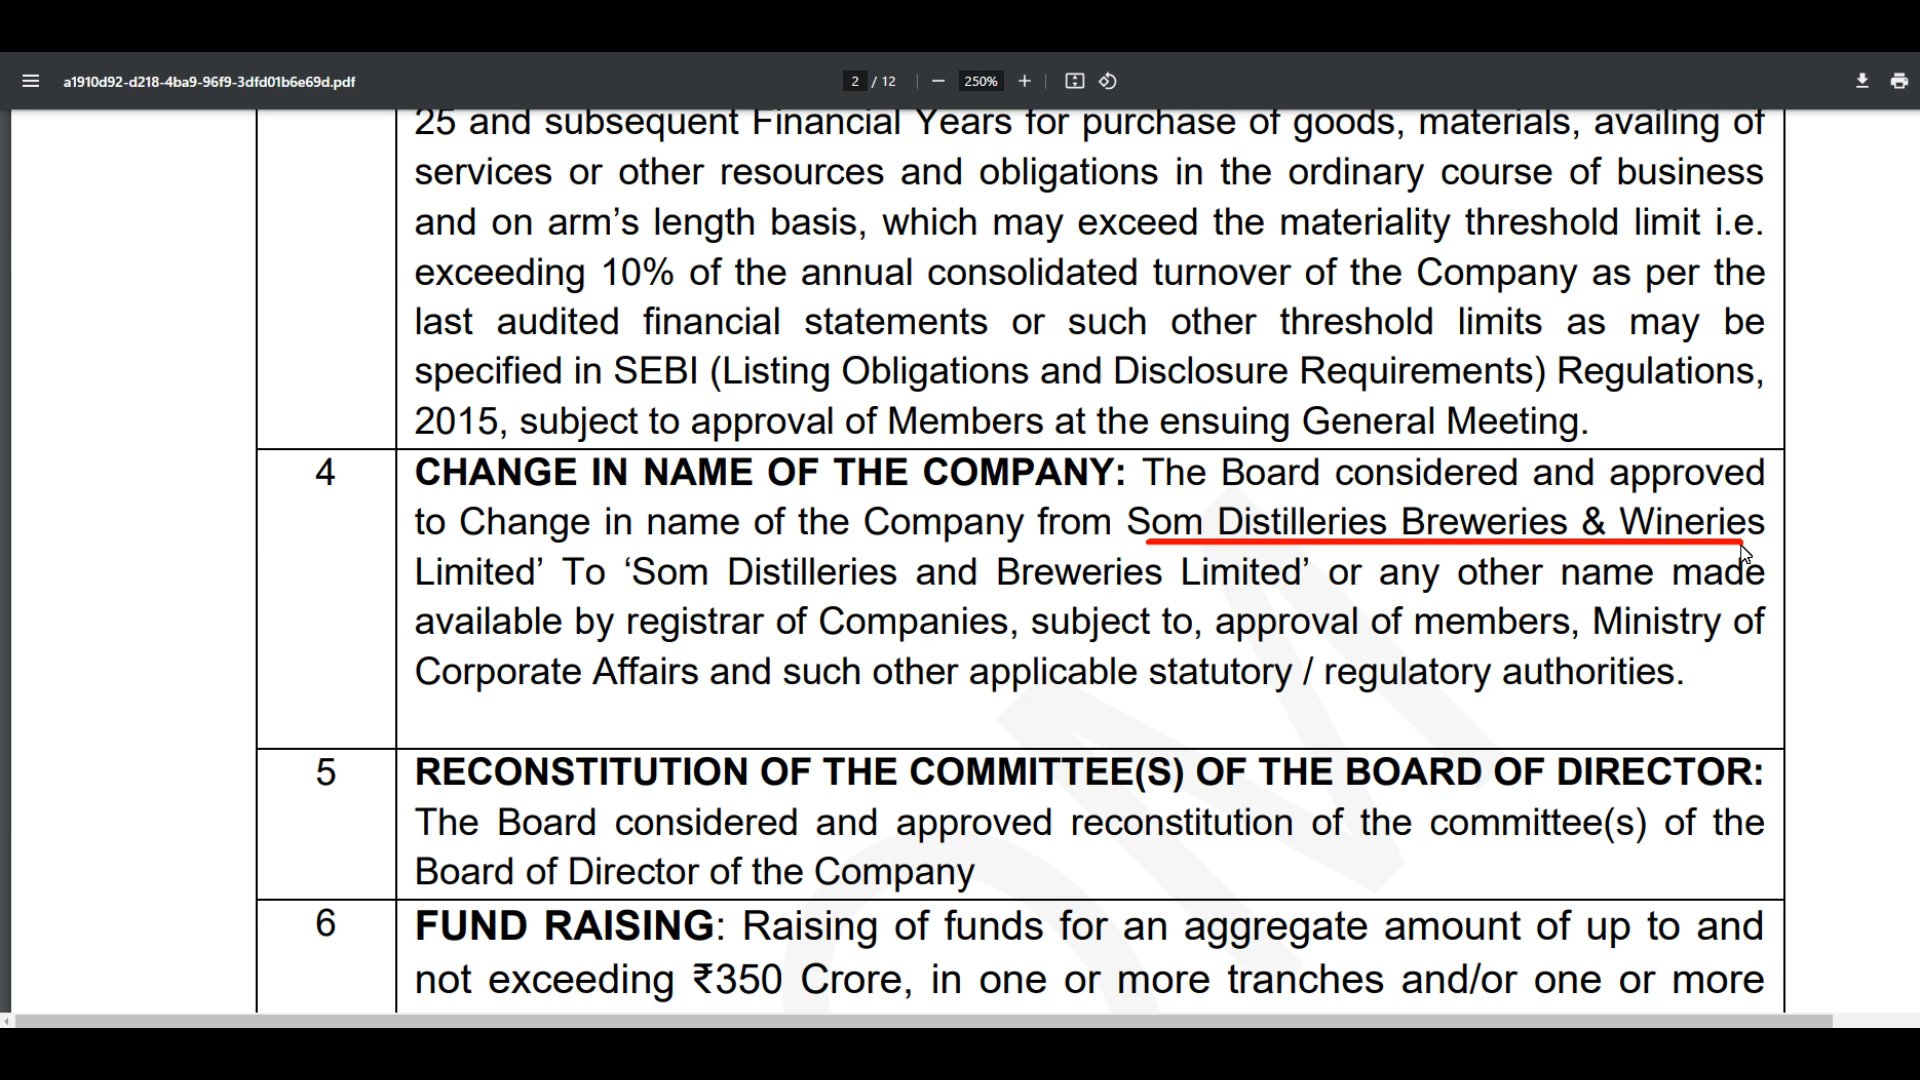 a1910d92-d218-4ba9-96f9-3dfd01b6e69d.pdf
2 / 12
250%
25 and subsequent Financial Years for purchase of goods, materials, availing of
services or other resources and obligations in the ordinary course of business
and on arm’s length basis, which may exceed the materiality threshold limit i.e.
exceeding 10% of the annual consolidated turnover of the Company as per the
last audited financial statements or such other threshold limits as may be
specified in SEBI (Listing Obligations and Disclosure Requirements) Regulations,
2015, subject to approval of Members at the ensuing General Meeting.
4 CHANGE IN NAME OF THE COMPANY: The Board considered and approved
to Change in name of the Company from Som Distilleries Breweries & Wineries
Limited’ To ‘Som Distilleries and Breweries Limited’ or any other name made
available by registrar of Companies, subject to, approval of members, Ministry of
Corporate Affairs and such other applicable statutory / regulatory authorities.
5 RECONSTITUTION OF THE COMMITTEE(S) OF THE BOARD OF DIRECTOR:
The Board considered and approved reconstitution of the committee(s) of the
Board of Director of the Company
6 FUND RAISING: Raising of funds for an aggregate amount of up to and
not exceeding ₹350 Crore, in one or more tranches and/or one or more